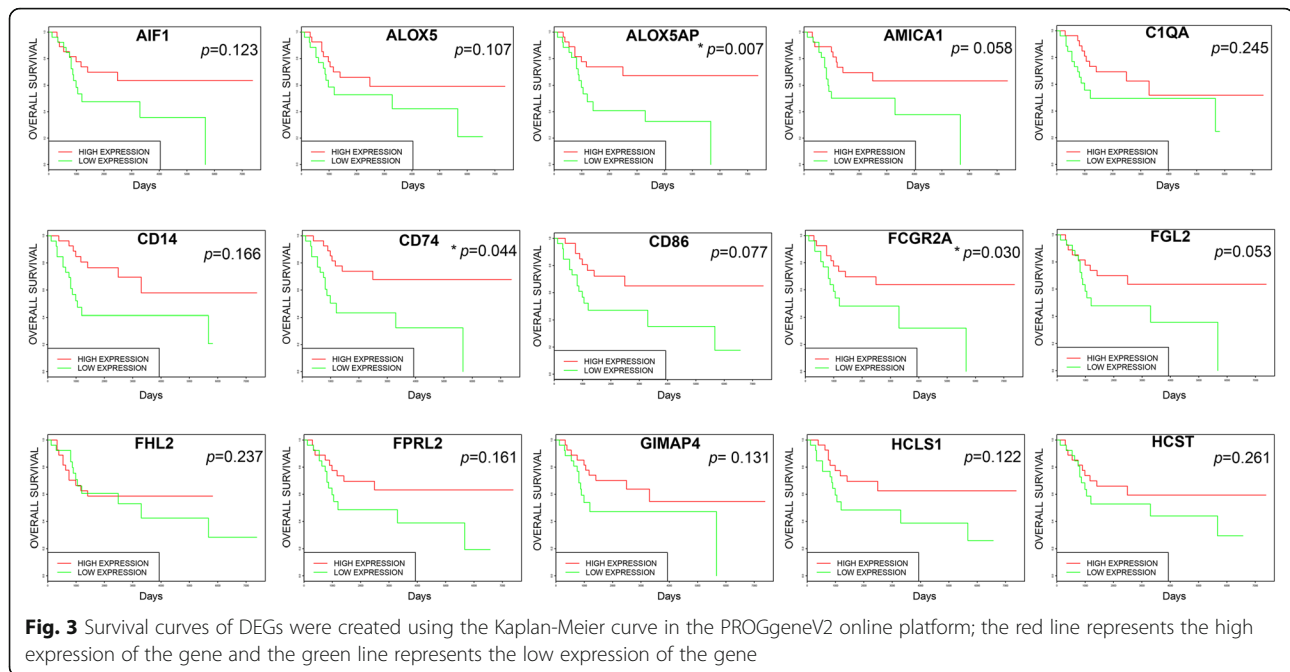 AIF1
p=0.123
OVERALL SURVIVAL
HIGH EXPRESSION
LOW EXPRESSION
Days
ALOX5
p=0.107
OVERALL SURVIVAL
HIGH EXPRESSION
LOW EXPRESSION
Days
ALOX5AP
* p=0.007
OVERALL SURVIVAL
HIGH EXPRESSION
LOW EXPRESSION
Days
AMICA1
p= 0.058
OVERALL SURVIVAL
HIGH EXPRESSION
LOW EXPRESSION
Days
C1QA
p=0.245
OVERALL SURVIVAL
HIGH EXPRESSION
LOW EXPRESSION
Days
CD14
p=0.166
OVERALL SURVIVAL
HIGH EXPRESSION
LOW EXPRESSION
Days
CD74
* p=0.044
OVERALL SURVIVAL
HIGH EXPRESSION
LOW EXPRESSION
Days
CD86
p=0.077
OVERALL SURVIVAL
HIGH EXPRESSION
LOW EXPRESSION
Days
FCGR2A
* p=0.030
OVERALL SURVIVAL
HIGH EXPRESSION
LOW EXPRESSION
Days
FGL2
p=0.053
OVERALL SURVIVAL
HIGH EXPRESSION
LOW EXPRESSION
Days
FHL2
p=0.237
OVERALL SURVIVAL
HIGH EXPRESSION
LOW EXPRESSION
Days
FPRL2
p=0.161
OVERALL SURVIVAL
HIGH EXPRESSION
LOW EXPRESSION
Days
GIMAP4
p= 0.131
OVERALL SURVIVAL
HIGH EXPRESSION
LOW EXPRESSION
Days
HCLS1
p=0.122
OVERALL SURVIVAL
HIGH EXPRESSION
LOW EXPRESSION
Days
HCST
p=0.261
OVERALL SURVIVAL
HIGH EXPRESSION
LOW EXPRESSION
Days
Fig. 3 Survival curves of DEGs were created using the Kaplan-Meier curve in the PROGgeneV2 online platform; the red line represents the high
expression of the gene and the green line represents the low expression of the gene